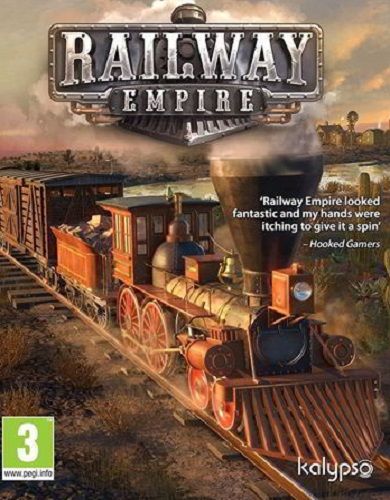 RAILWAY
EMPIRE
'Railway Empire looked
fantastic and my hands were
itching to give it a spin'
- Hooked Gamers
3
www.pegi.info
kalypso